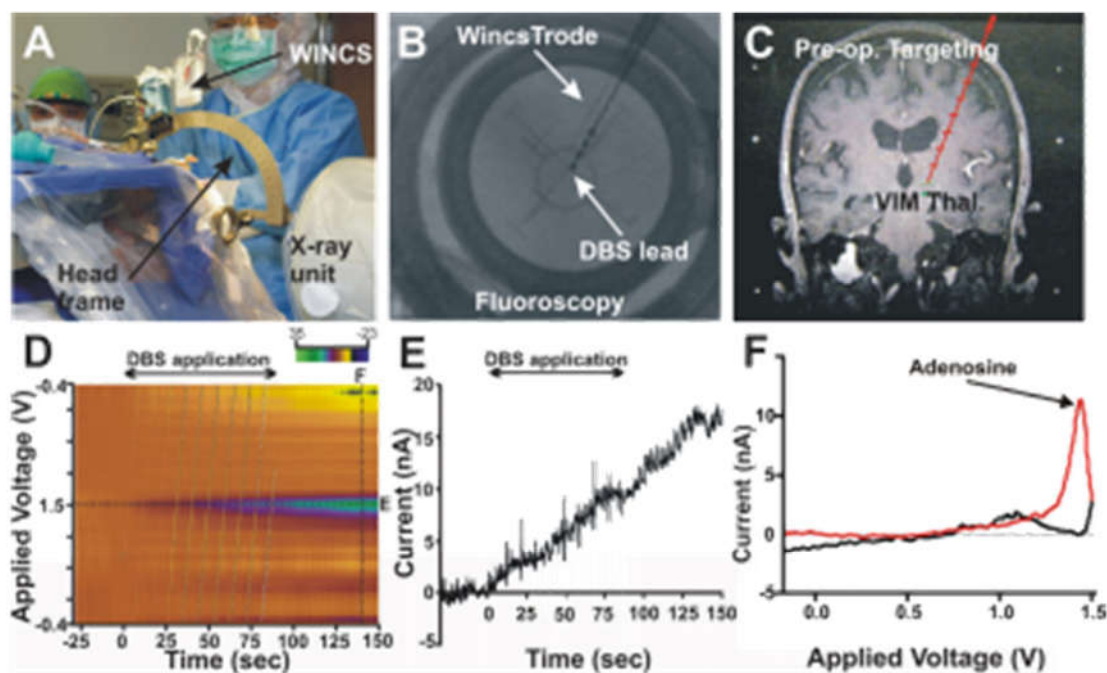 A
WINCS
Head
frame
X-ray
unit
B
WincsTrode
DBS lead
Fluoroscopy
C
Pre-op. Targeting
VIM Thal.
D
DBS application
F
E
Applied Voltage (V)
-0.4
1.5
-0.4
-25 0 25 50 75 100 125 150
Time (sec)
E
DBS application
Current (nA)
20
15
10
5
0
-5
0 25 50 75 100 125 150
Time (sec)
F
Adenosine
Current (nA)
10
5
0
-5
0.0 0.5 1.0 1.5
Applied Voltage (V)